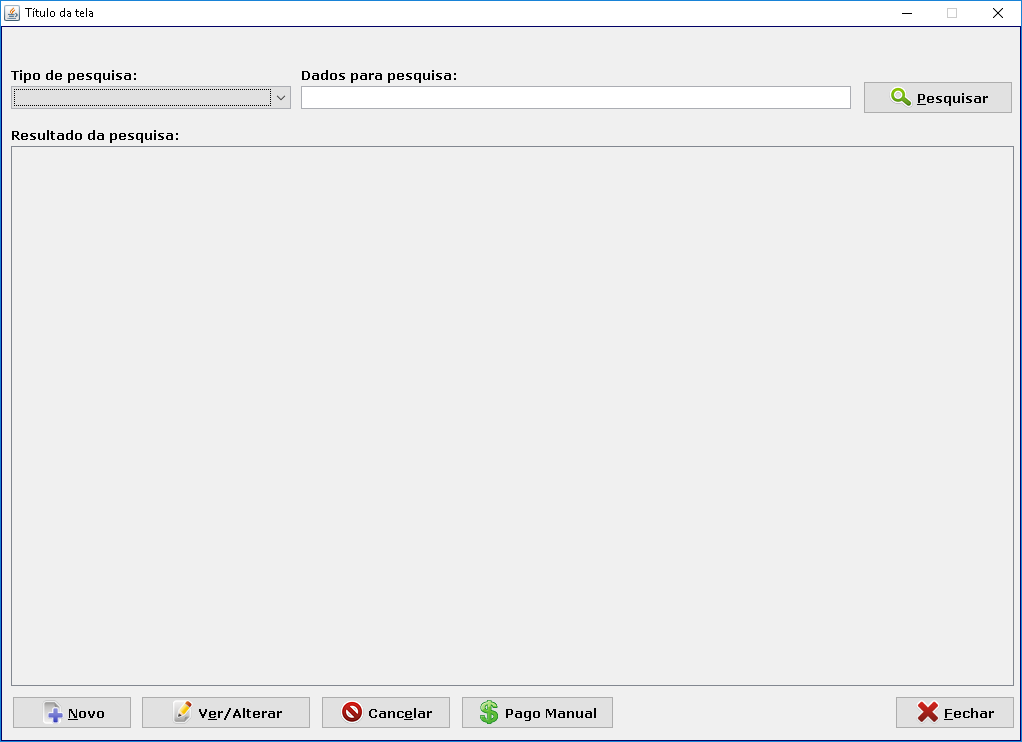 Título da tela
Tipo de pesquisa:
Dados para pesquisa:
Pesquisar
Resultado da pesquisa:
Novo
Ver/Alterar
Cancelar
Pago Manual
Fechar